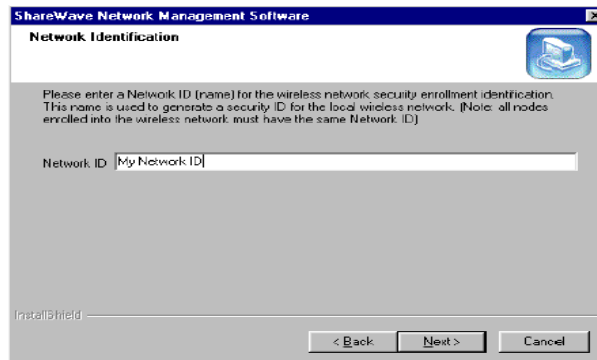 ShareWave Network Management Software
Network Identification
Please enter a Network ID (name) for the wireless network security enrollment identification.
This name is used to generate a security ID for the local wireless network. (Note: all nodes
enrolled into the wireless network must have the same Network ID)
Network ID
My Network ID
InstallShield
< Back
Next >
Cancel